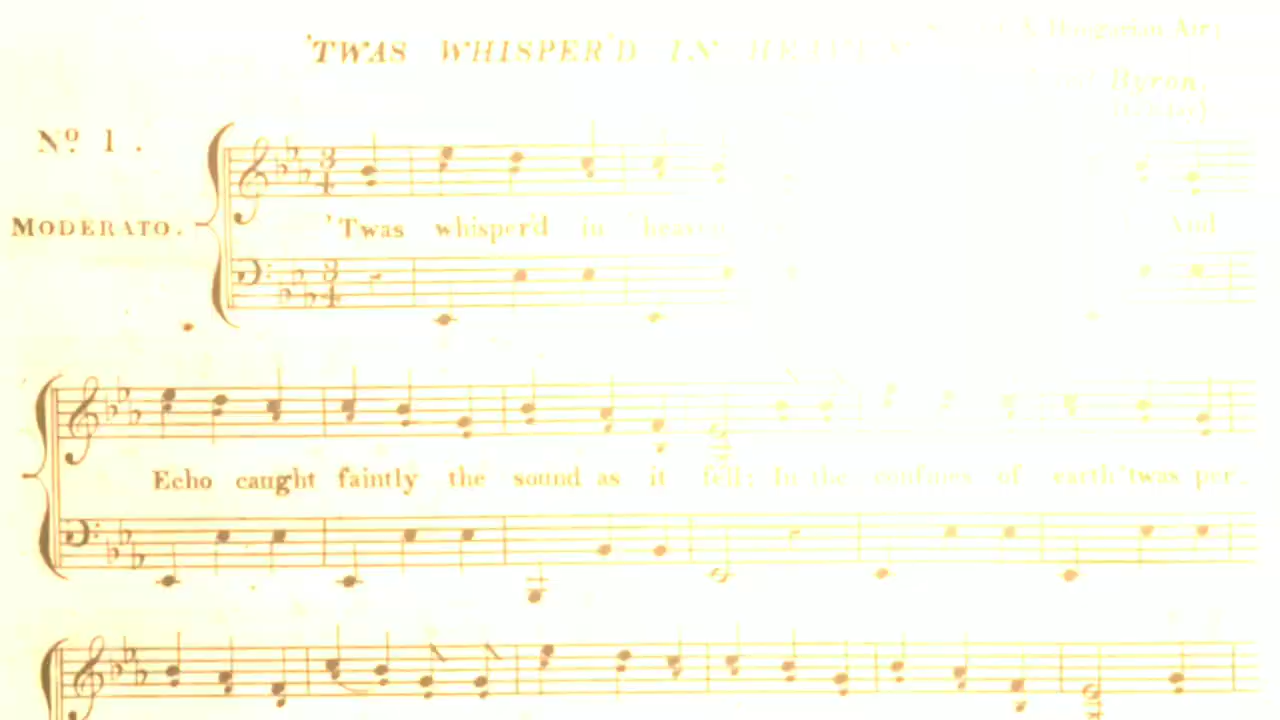 'TWAS WHISPER'D IN HEAVEN
A Hungarian Air;
Byron.
No. 1.
MODERATO.
'Twas whisper'd in heaven And
Echo caught faintly the sound as it fell; In the confines of earth 'twas per.